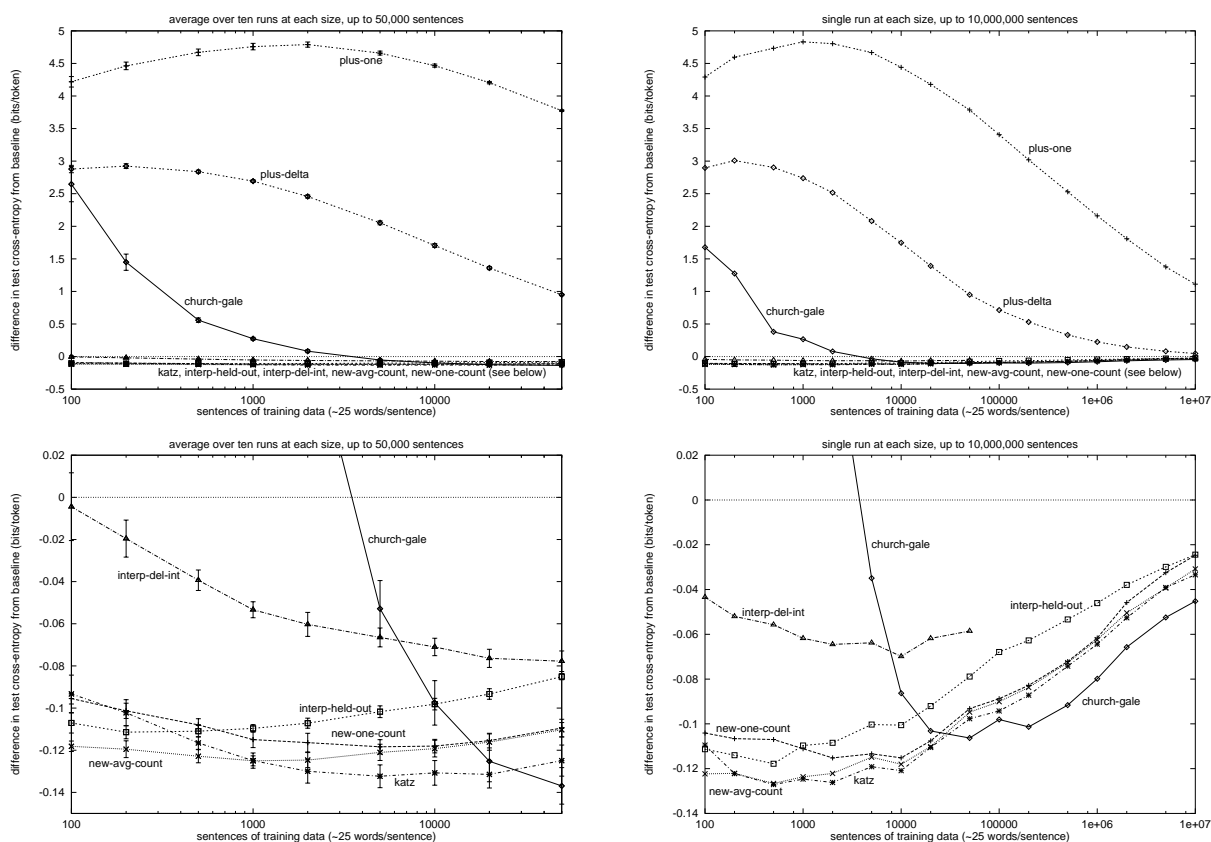 average over ten runs at each size, up to 50,000 sentences
difference in test cross-entropy from baseline (bits/token)
5
4.5
4
3.5
3
2.5
2
1.5
1
0.5
0
-0.5
plus-one
plus-delta
church-gale
katz, interp-held-out, interp-del-int, new-avg-count, new-one-count (see below)
100
1000
10000
sentences of training data (~25 words/sentence)
single run at each size, up to 10,000,000 sentences
difference in test cross-entropy from baseline (bits/token)
5
4.5
4
3.5
3
2.5
2
1.5
1
0.5
0
-0.5
plus-one
plus-delta
church-gale
katz, interp-held-out, interp-del-int, new-avg-count, new-one-count (see below)
100
1000
10000
100000
1e+06
1e+07
sentences of training data (~25 words/sentence)
average over ten runs at each size, up to 50,000 sentences
difference in test cross-entropy from baseline (bits/token)
0.02
0
-0.02
-0.04
-0.06
-0.08
-0.1
-0.12
-0.14
church-gale
interp-del-int
interp-held-out
new-one-count
new-avg-count
katz
100
1000
10000
sentences of training data (~25 words/sentence)
single run at each size, up to 10,000,000 sentences
difference in test cross-entropy from baseline (bits/token)
0.02
0
-0.02
-0.04
-0.06
-0.08
-0.1
-0.12
-0.14
church-gale
interp-del-int
interp-held-out
church-gale
new-one-count
new-avg-count
katz
100
1000
10000
100000
1e+06
1e+07
sentences of training data (~25 words/sentence)